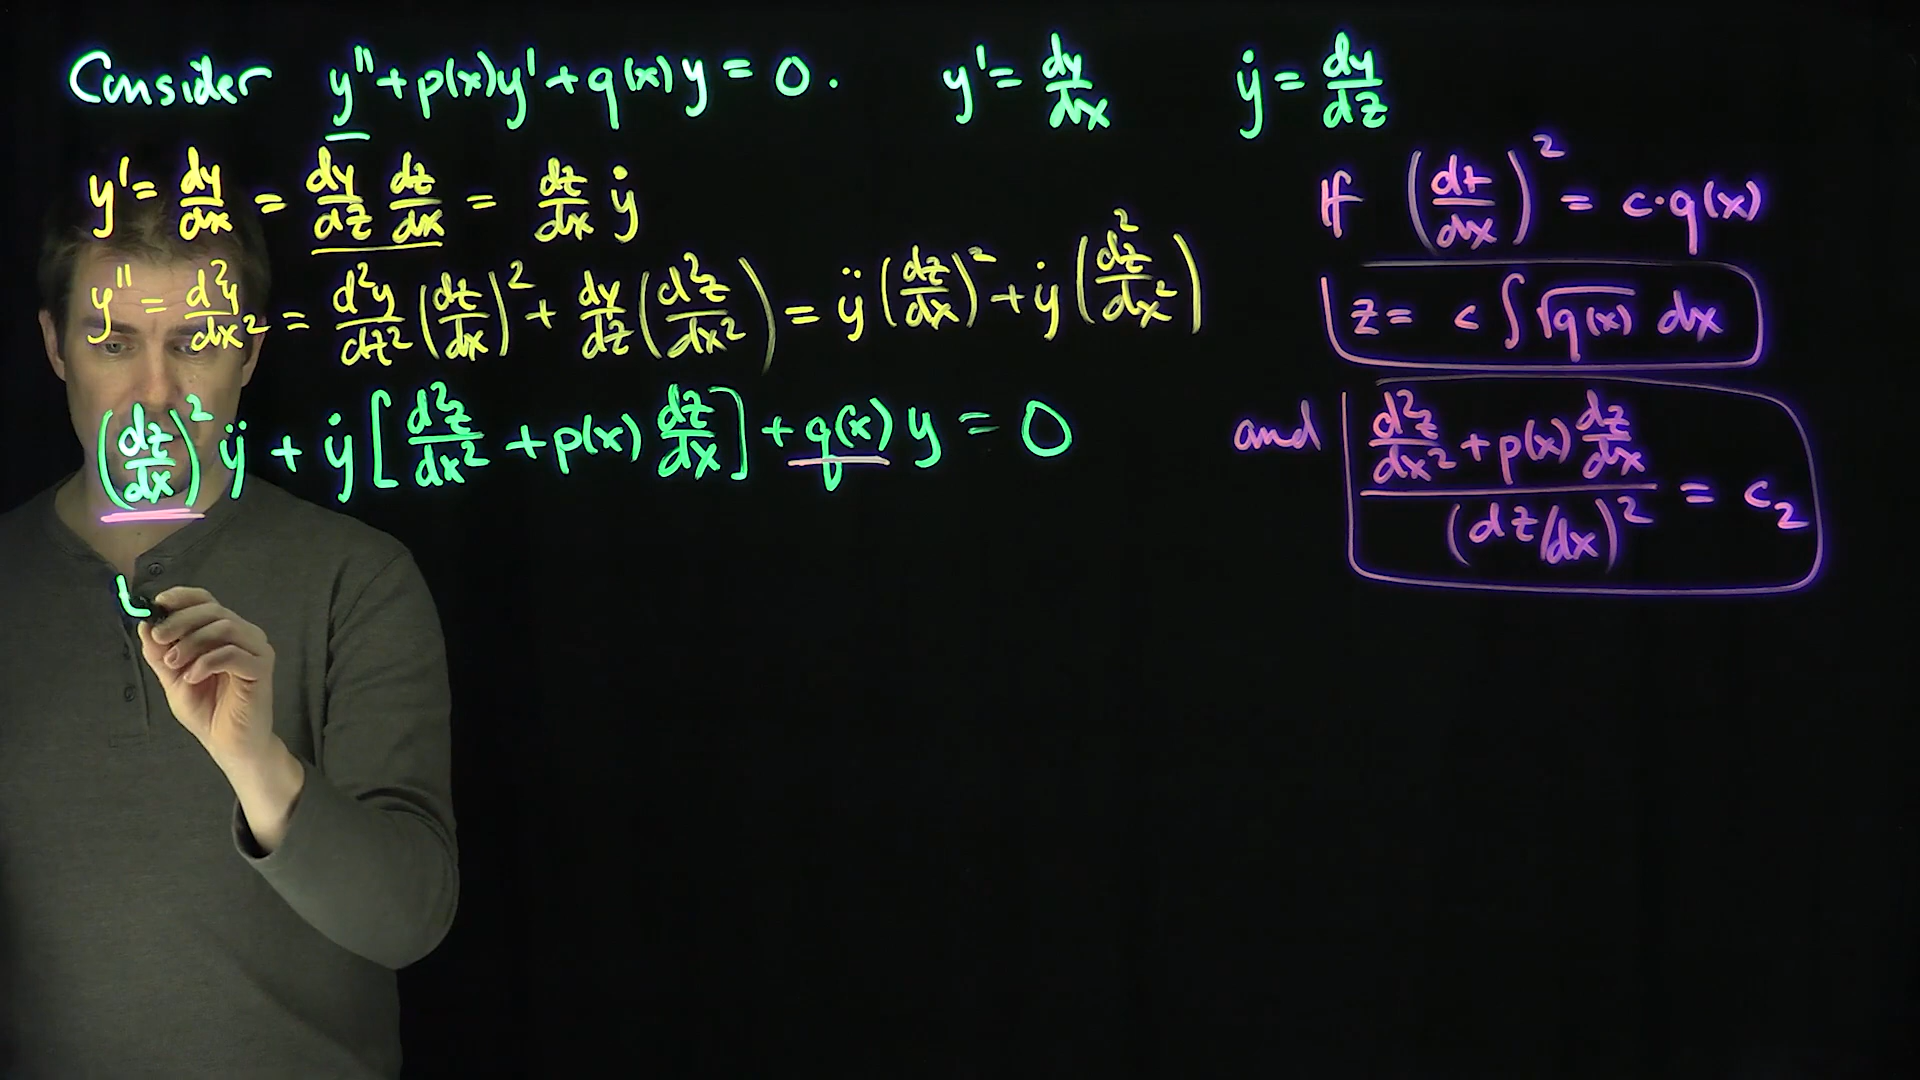 Consider y'' + p(x)y' + q(x)y = 0. y' = dy/dx ẏ = dy/dz
y' = dy/dx = dy/dz dz/dx = dz/dx ẏ
y'' = d²y/dx² = d²y/dz² (dz/dx)² + dy/dz (d²z/dx²) = ÿ (dz/dx)² + ẏ (d²z/dx²)
(dz/dx)² ÿ + ẏ [d²z/dx² + p(x) dz/dx] + q(x) y = 0
If (dz/dx)² = c·q(x)
z = c ∫ √q(x) dx
and (d²z/dx² + p(x) dz/dx) / (dz/dx)² = c₂